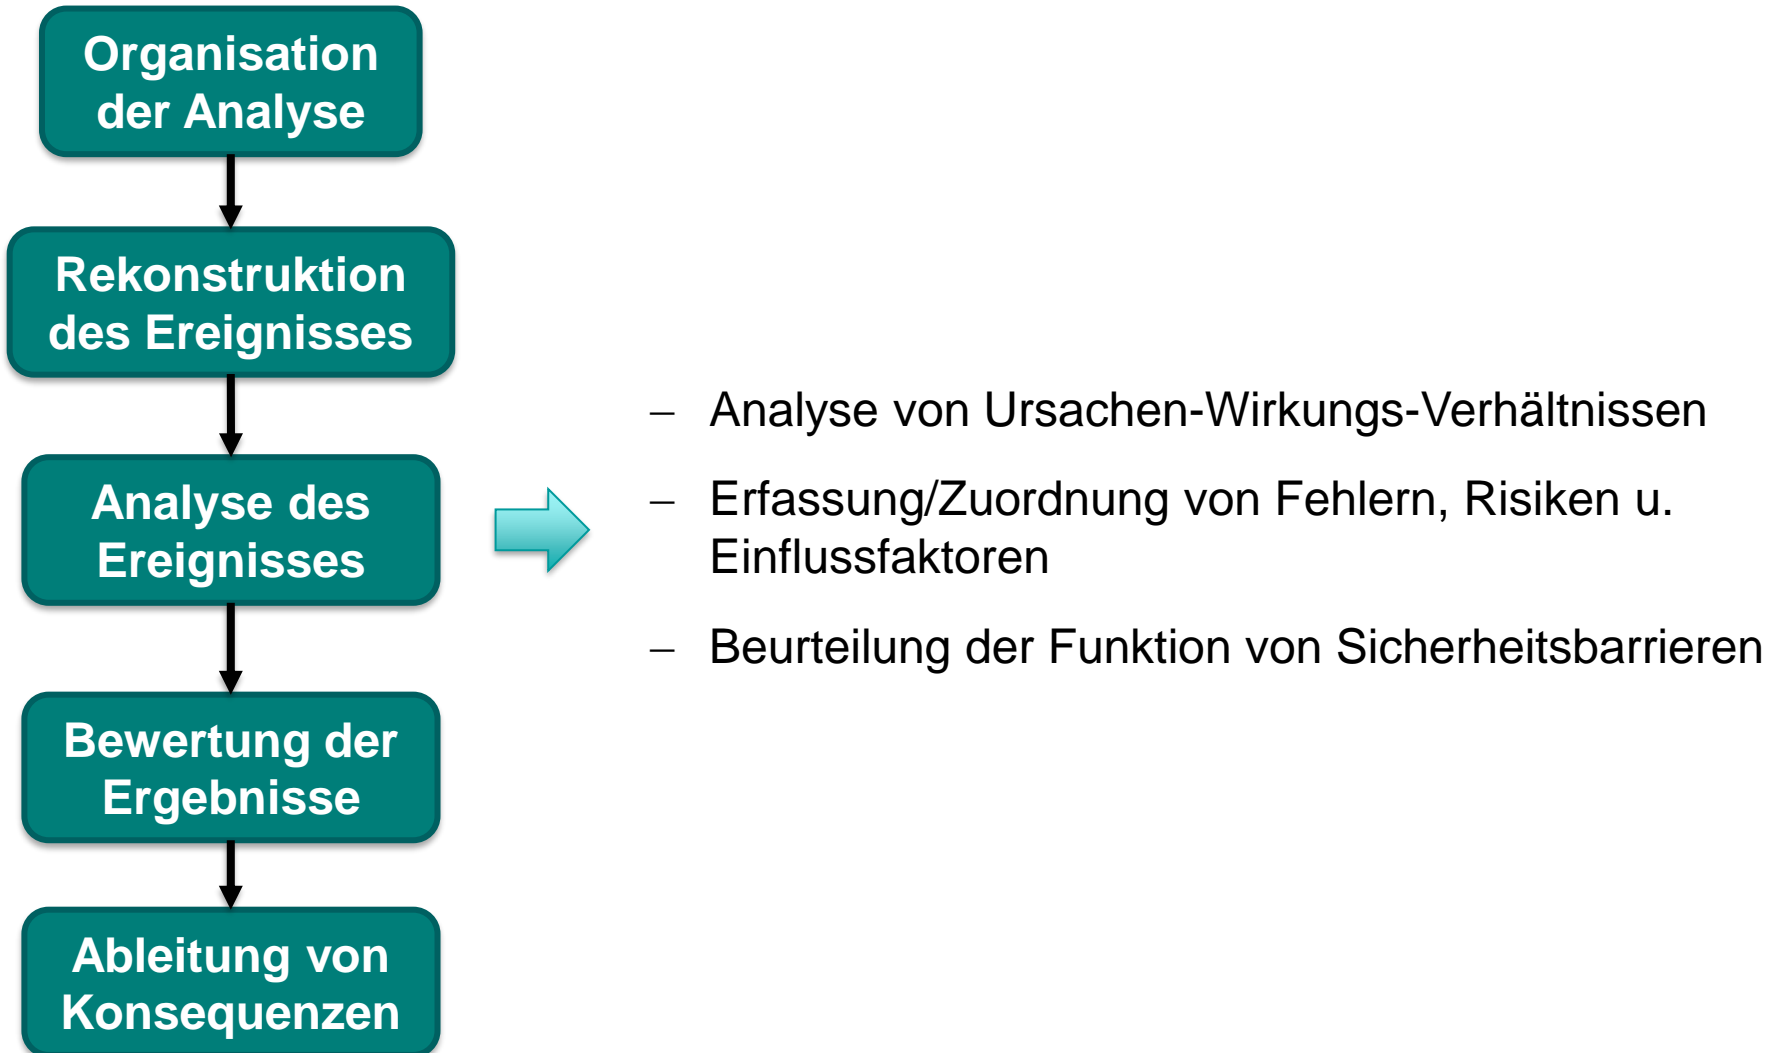 Organisation
der Analyse
Rekonstruktion
des Ereignisses
Analyse des
Ereignisses
– Analyse von Ursachen-Wirkungs-Verhältnissen
– Erfassung/Zuordnung von Fehlern, Risiken u.
Einflussfaktoren
– Beurteilung der Funktion von Sicherheitsbarrieren
Bewertung der
Ergebnisse
Ableitung von
Konsequenzen